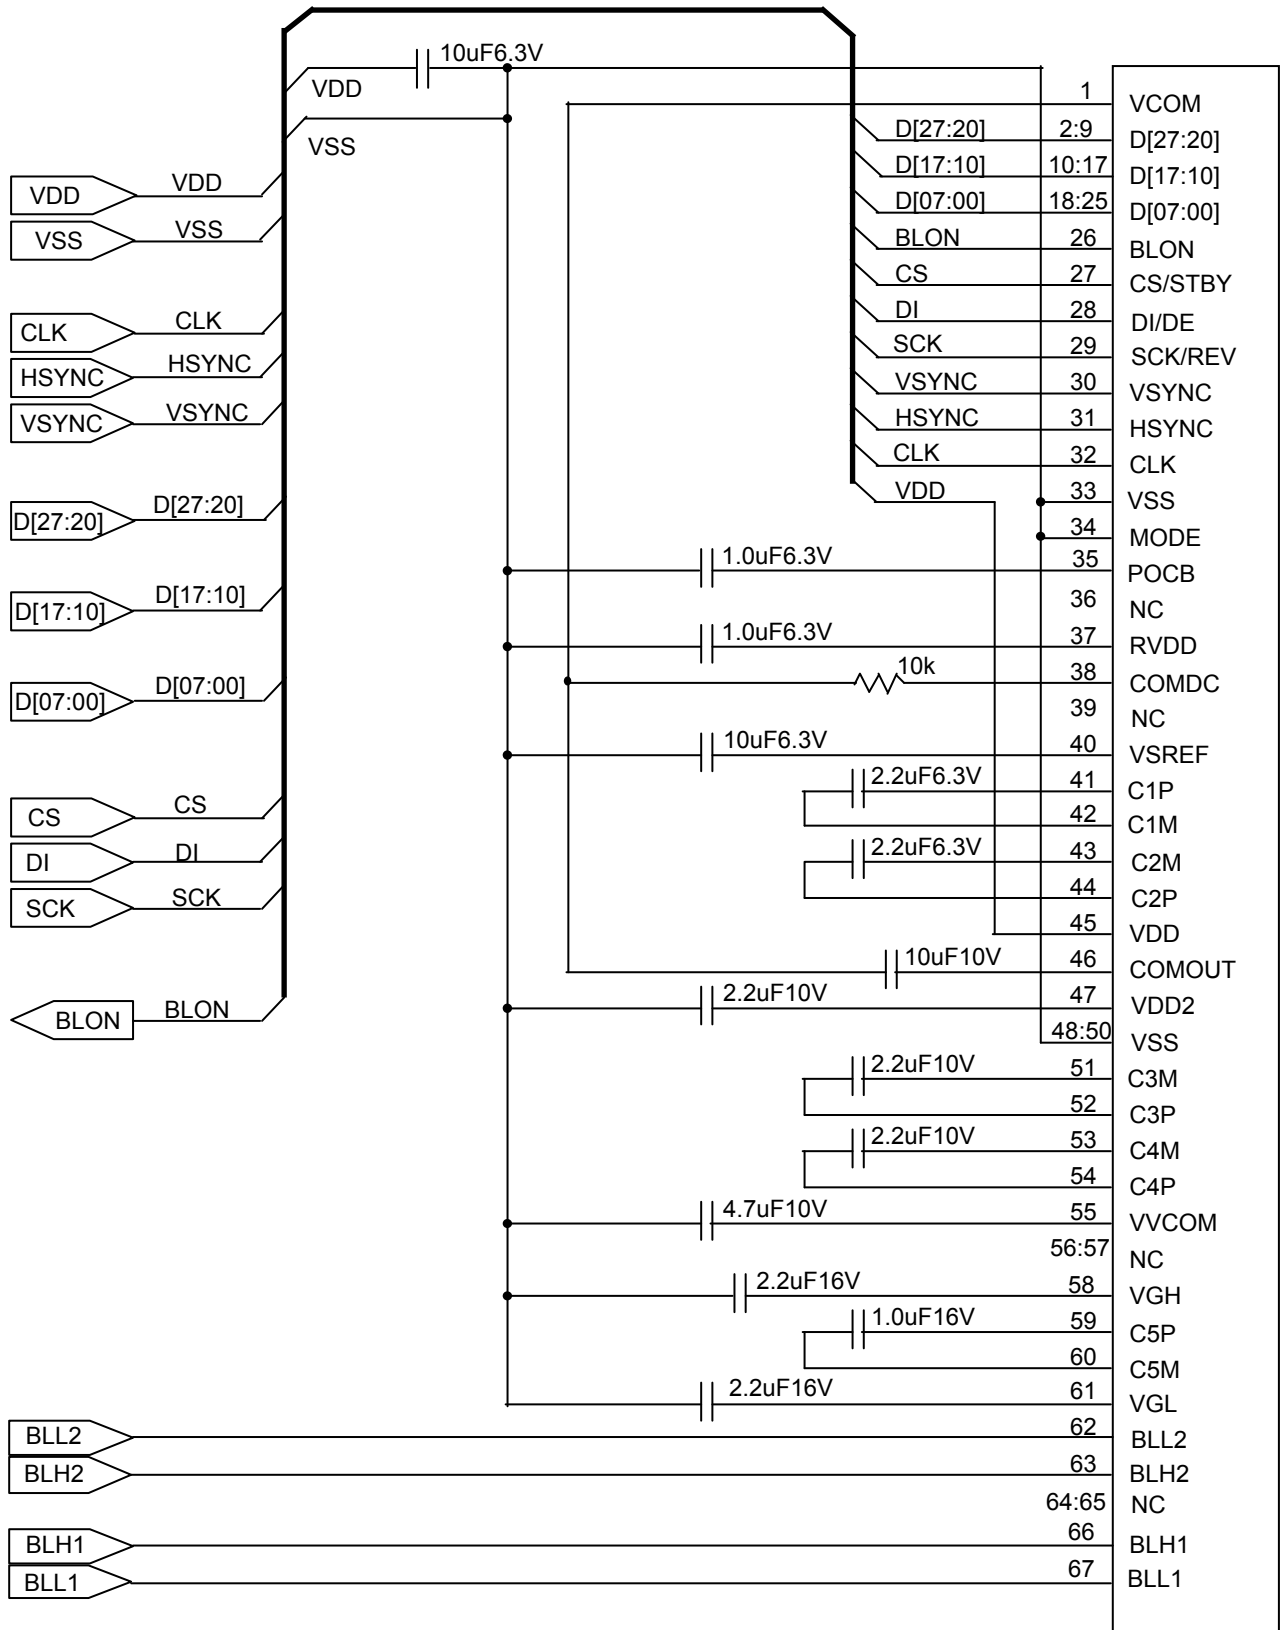 10uF6.3V
VDD
VSS
VDD VDD
VSS VSS
CLK CLK
HSYNC HSYNC
VSYNC VSYNC
D[27:20] D[27:20]
D[17:10] D[17:10]
D[07:00] D[07:00]
CS CS
DI DI
SCK SCK
BLON BLON
1 VCOM
D[27:20] 2:9 D[27:20]
D[17:10] 10:17 D[17:10]
D[07:00] 18:25 D[07:00]
BLON 26 BLON
CS 27 CS/STBY
DI 28 DI/DE
SCK 29 SCK/REV
VSYNC 30 VSYNC
HSYNC 31 HSYNC
CLK 32 CLK
VDD 33 VSS
34 MODE
1.0uF6.3V 35 POCB
36 NC
1.0uF6.3V 37 RVDD
10k 38 COMDC
39 NC
10uF6.3V 40 VSREF
2.2uF6.3V 41 C1P
42 C1M
2.2uF6.3V 43 C2M
44 C2P
45 VDD
10uF10V 46 COMOUT
2.2uF10V 47 VDD2
48:50 VSS
2.2uF10V 51 C3M
52 C3P
2.2uF10V 53 C4M
54 C4P
4.7uF10V 55 VVCOM
56:57 NC
2.2uF16V 58 VGH
1.0uF16V 59 C5P
60 C5M
2.2uF16V 61 VGL
BLL2 62 BLL2
BLH2 63 BLH2
64:65 NC
BLH1 66 BLH1
BLL1 67 BLL1